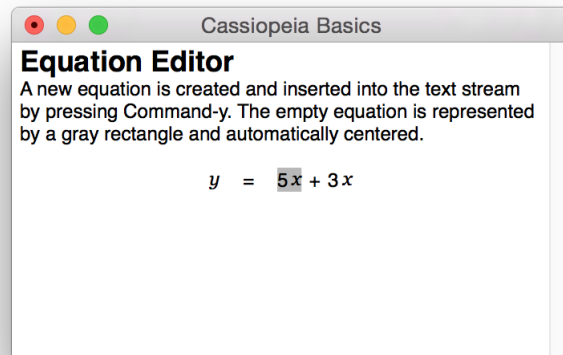 Cassiopeia Basics
Equation Editor
A new equation is created and inserted into the text stream
by pressing Command-y. The empty equation is represented
by a gray rectangle and automatically centered.
y = 5x + 3x